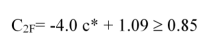 C2F= -4.0 c* + 1.09 ≥ 0.85